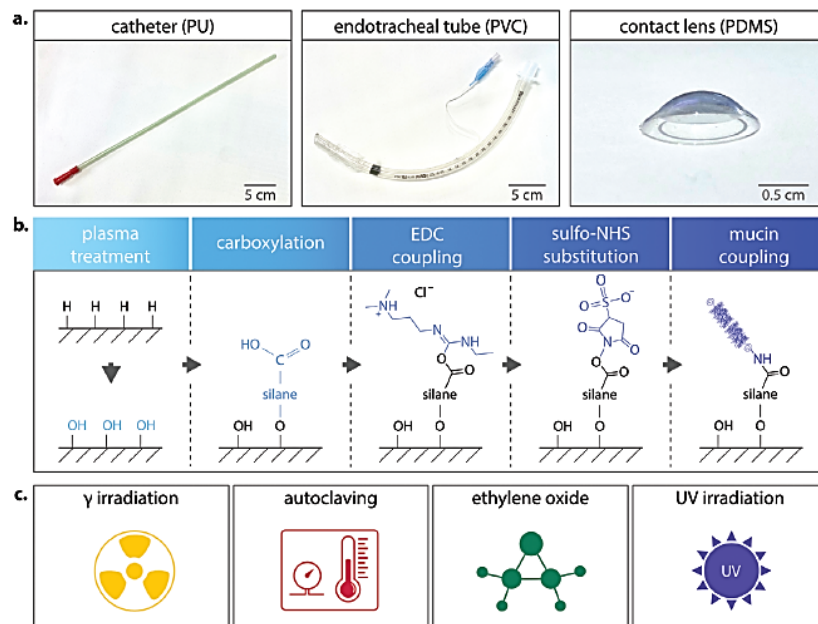 a.
catheter (PU)
endotracheal tube (PVC)
contact lens (PDMS)
5 cm
5 cm
0.5 cm
b.
plasma
treatment
carboxylation
EDC
coupling
sulfo-NHS
substitution
mucin
coupling
H H H H
OH OH OH
HO C O
silane
OH O
Cl⁻
NH
+
N
N
H
O
O
silane
OH O
O
S O⁻
O
O N O
O
O
silane
OH O
NH
O
silane
OH O
c.
γ irradiation
autoclaving
ethylene oxide
UV irradiation
UV